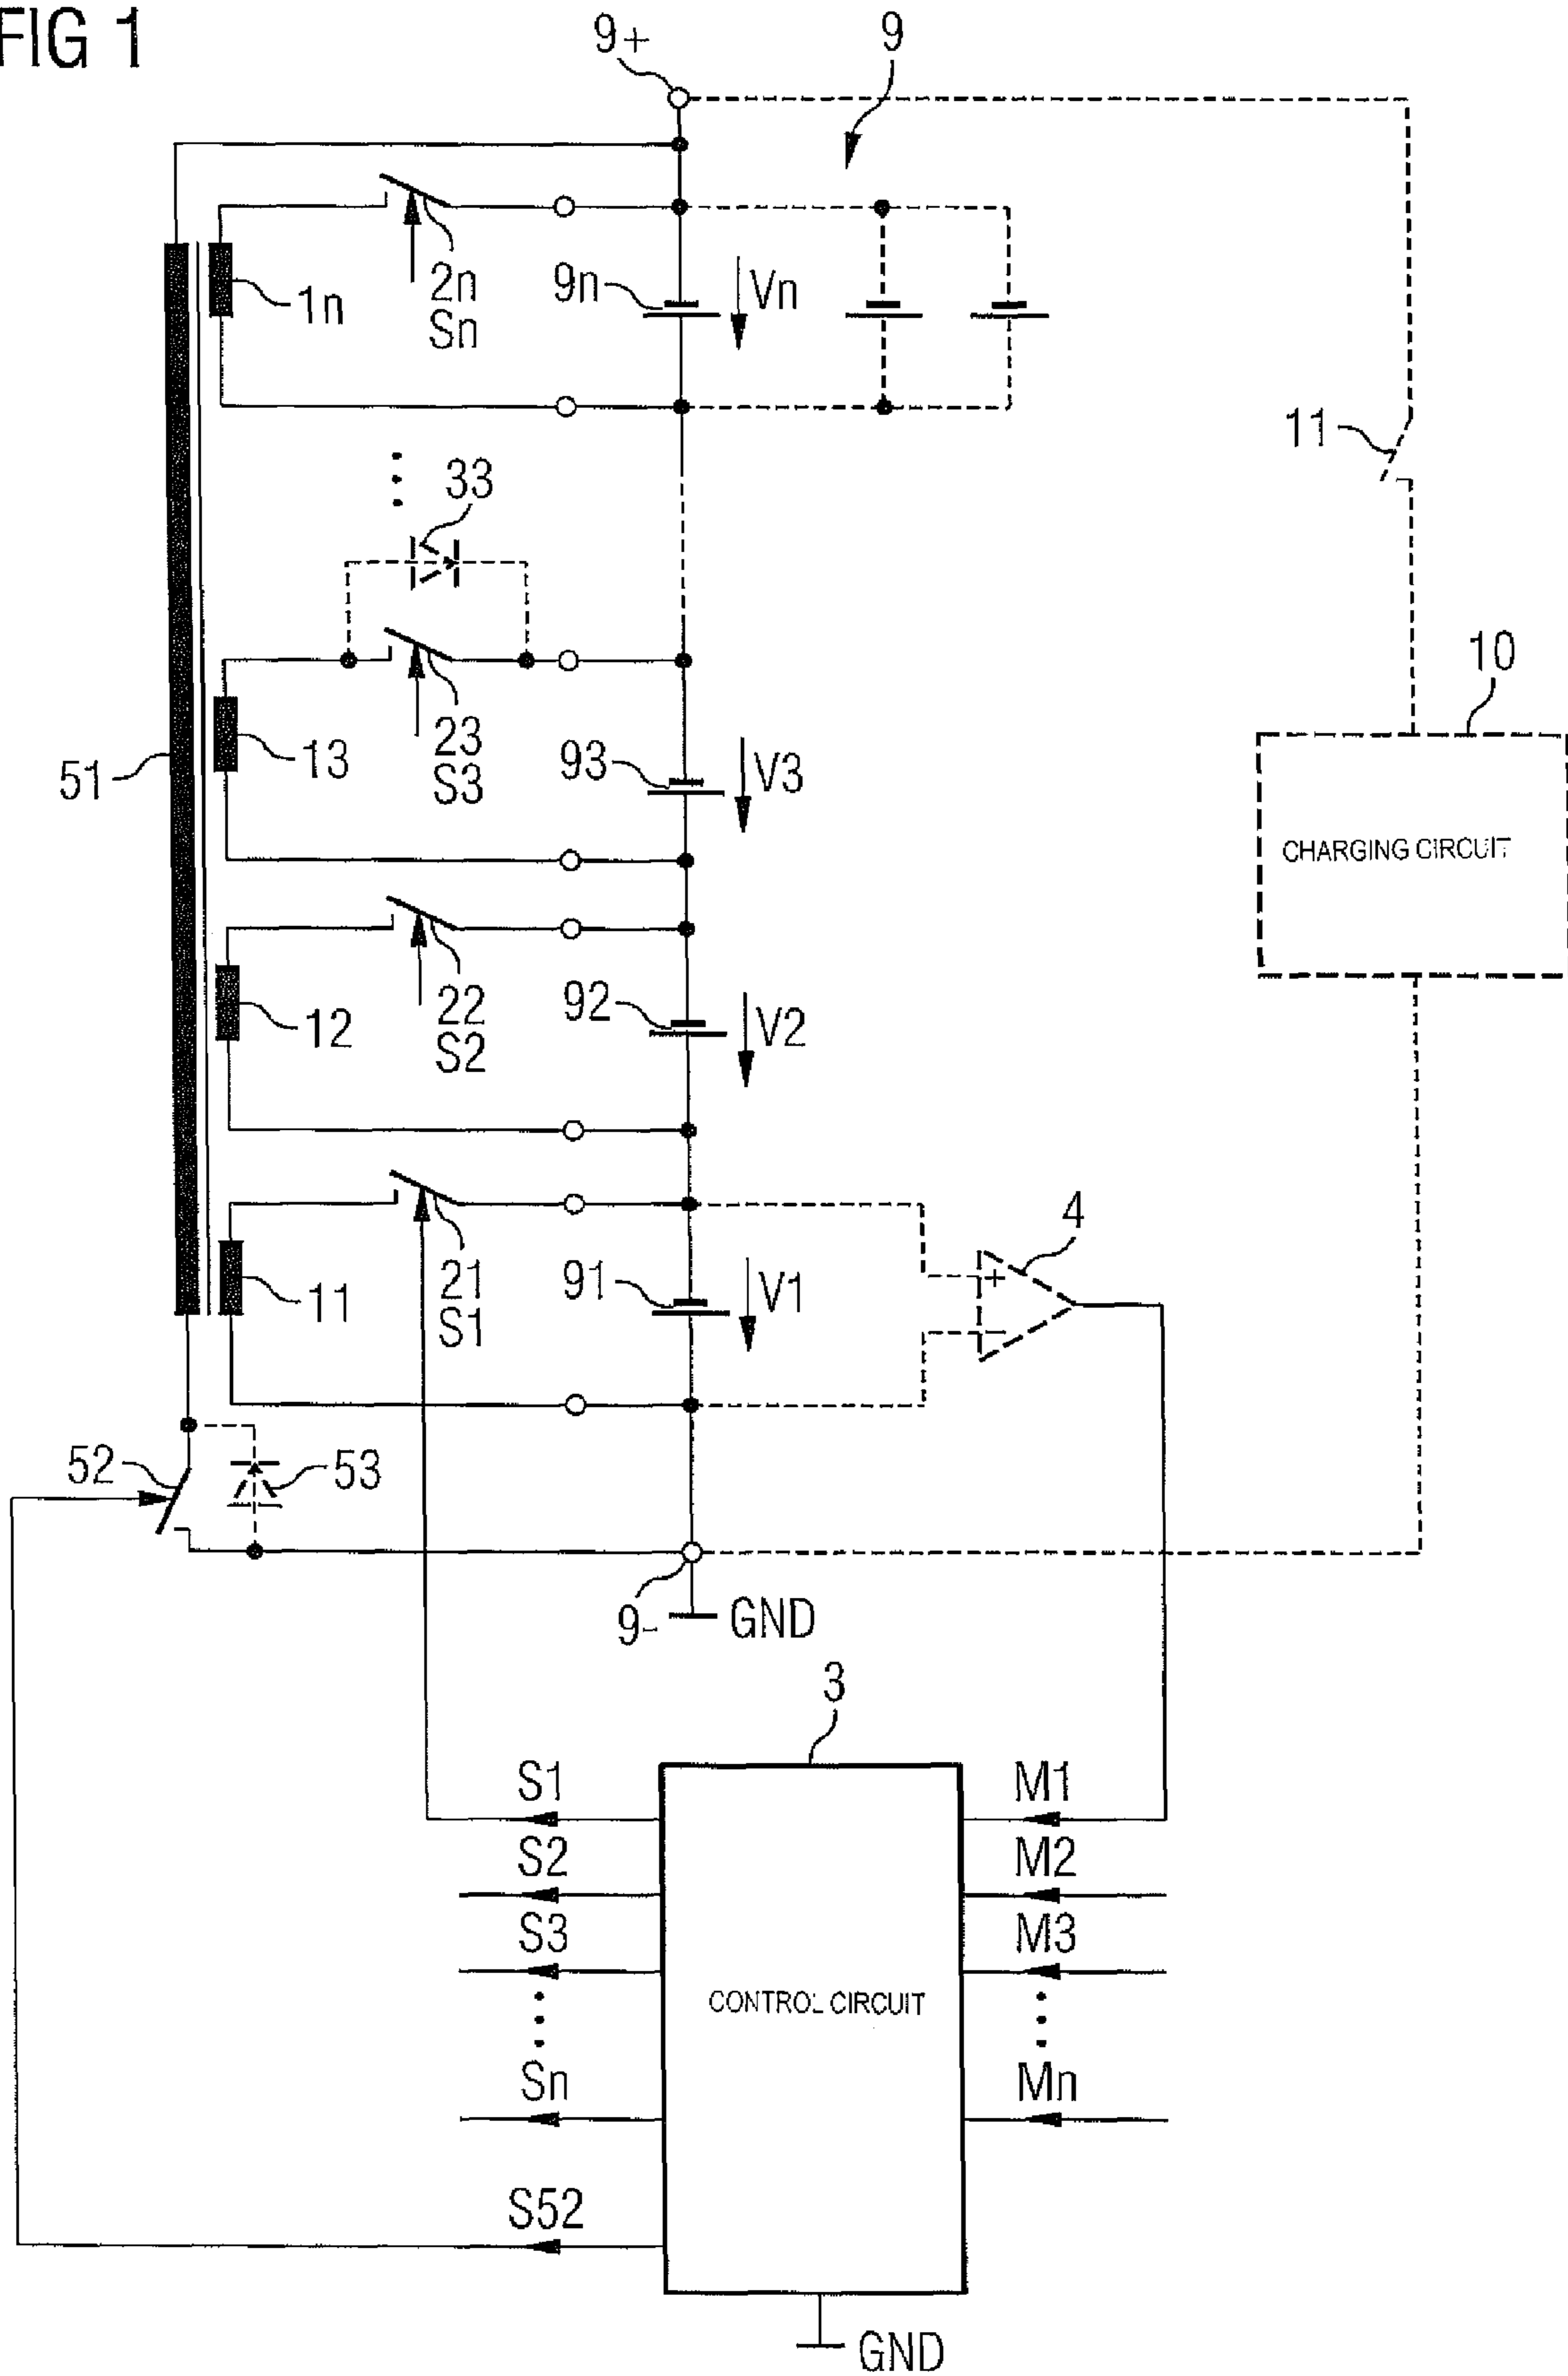 FIG 1
9+
9
2n
Sn
1n
9n
Vn
11
33
10
23
S3
13
93
V3
51
CHARGING CIRCUIT
22
S2
12
92
V2
4
21
S1
11
91
V1
+
−
52
53
9-
GND
3
S1
M1
S2
M2
S3
M3
CONTROL CIRCUIT
Sn
Mn
S52
GND